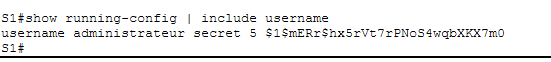 S1#show running-config | include username
username administrateur secret 5 $1$mERr$hx5rVt7rPNoS4wqbXKX7m0
S1#